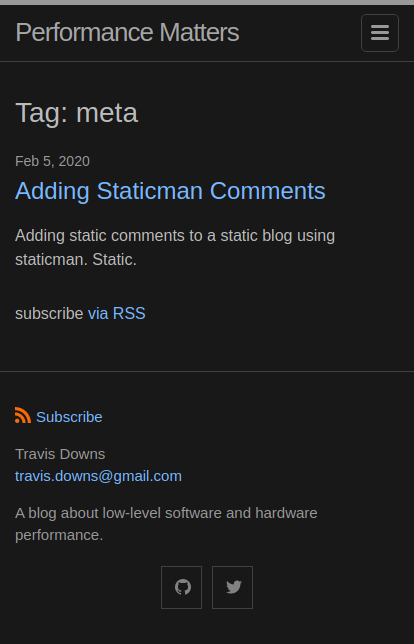 Performance Matters
Tag: meta
Feb 5, 2020
Adding Staticman Comments
Adding static comments to a static blog using
staticman. Static.
subscribe via RSS
Subscribe
Travis Downs
travis.downs@gmail.com
A blog about low-level software and hardware
performance.